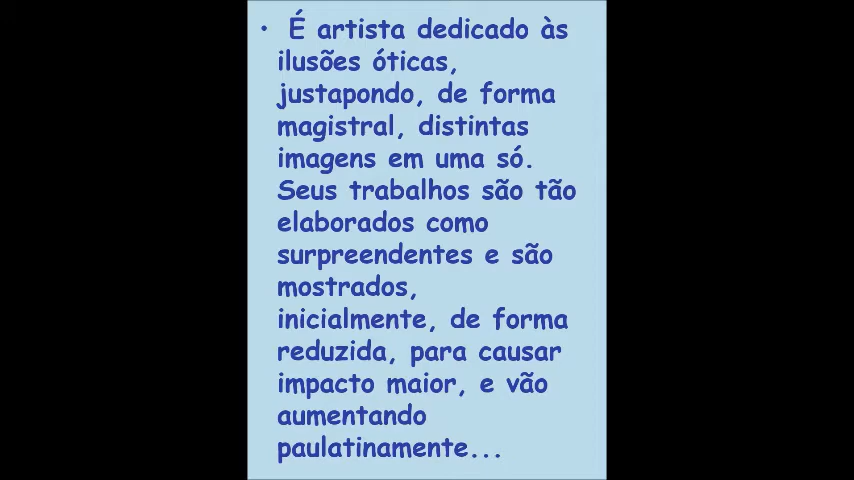 • É artista dedicado às
ilusões óticas,
justapondo, de forma
magistral, distintas
imagens em uma só.
Seus trabalhos são tão
elaborados como
surpreendentes e são
mostrados,
inicialmente, de forma
reduzida, para causar
impacto maior, e vão
aumentando
paulatinamente...